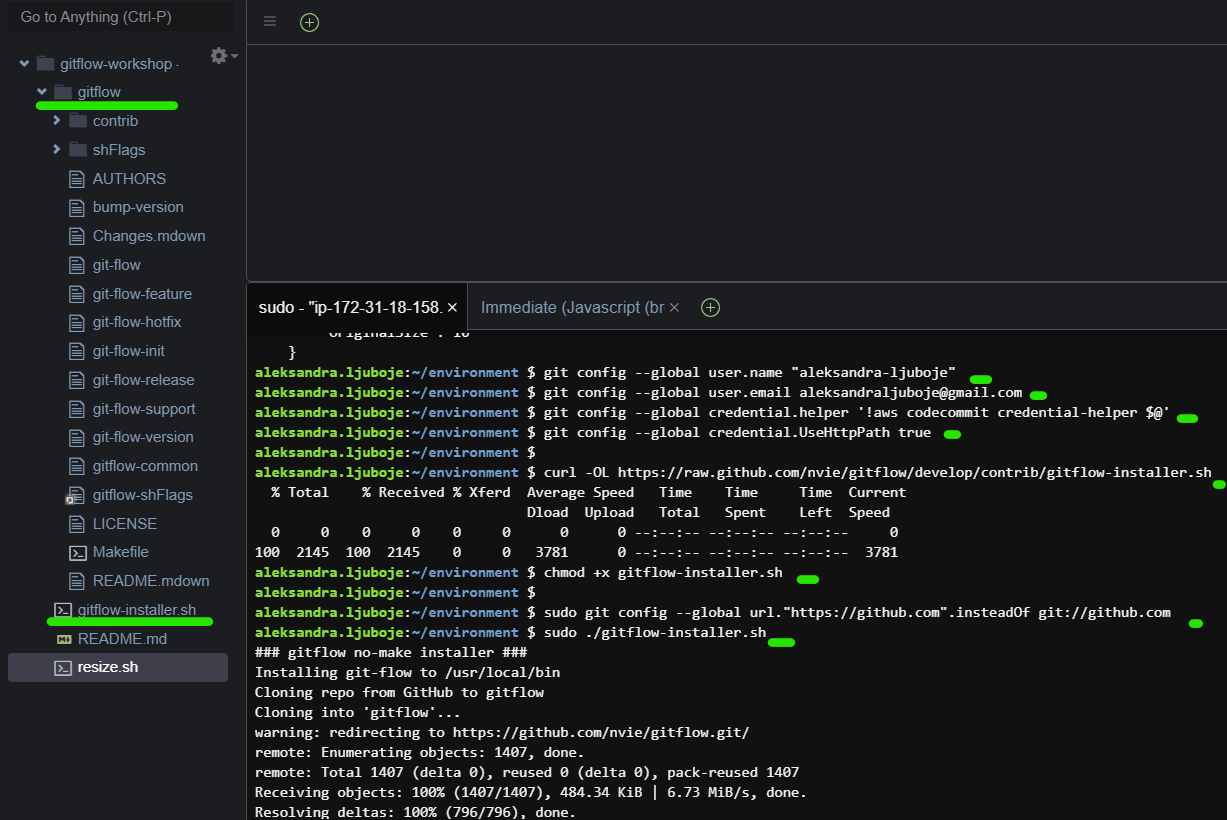 Go to Anything (Ctrl-P)
gitflow-workshop -
gitflow
contrib
shFlags
AUTHORS
bump-version
Changes.mdown
git-flow
git-flow-feature
git-flow-hotfix
git-flow-init
git-flow-release
git-flow-support
git-flow-version
gitflow-common
gitflow-shFlags
LICENSE
Makefile
README.mdown
gitflow-installer.sh
README.md
resize.sh
sudo - "ip-172-31-18-158. × Immediate (Javascript (br ×
}
aleksandra.ljuboje:~/environment $ git config --global user.name "aleksandra-ljuboje"
aleksandra.ljuboje:~/environment $ git config --global user.email aleksandraljuboje@gmail.com
aleksandra.ljuboje:~/environment $ git config --global credential.helper '!aws codecommit credential-helper $@'
aleksandra.ljuboje:~/environment $ git config --global credential.UseHttpPath true
aleksandra.ljuboje:~/environment $
aleksandra.ljuboje:~/environment $ curl -OL https://raw.github.com/nvie/gitflow/develop/contrib/gitflow-installer.sh
% Total % Received % Xferd Average Speed Time Time Time Current
Dload Upload Total Spent Left Speed
0 0 0 0 0 0 0 0 --:--:-- --:--:-- --:--:-- 0
100 2145 100 2145 0 0 3781 0 --:--:-- --:--:-- --:--:-- 3781
aleksandra.ljuboje:~/environment $ chmod +x gitflow-installer.sh
aleksandra.ljuboje:~/environment $
aleksandra.ljuboje:~/environment $ sudo git config --global url."https://github.com".insteadOf git://github.com
aleksandra.ljuboje:~/environment $ sudo ./gitflow-installer.sh
### gitflow no-make installer ###
Installing git-flow to /usr/local/bin
Cloning repo from GitHub to gitflow
Cloning into 'gitflow'...
warning: redirecting to https://github.com/nvie/gitflow.git/
remote: Enumerating objects: 1407, done.
remote: Total 1407 (delta 0), reused 0 (delta 0), pack-reused 1407
Receiving objects: 100% (1407/1407), 484.34 KiB | 6.73 MiB/s, done.
Resolving deltas: 100% (796/796), done.